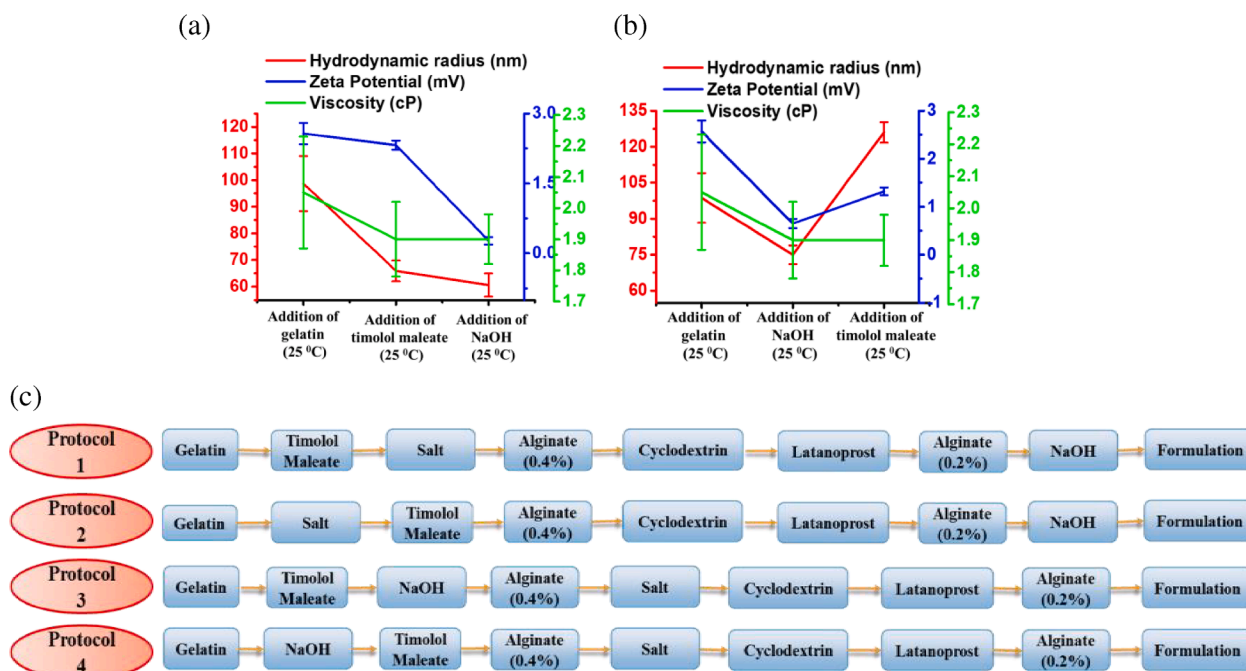 (a)
Hydrodynamic radius (nm)
Zeta Potential (mV)
Viscosity (cP)
120
110
100
90
80
70
60
3.0
1.5
0.0
2.3
2.2
2.1
2.0
1.9
1.8
1.7
Addition of
gelatin
(25 ⁰C)
Addition of
timolol maleate
(25 ⁰C)
Addition of
NaOH
(25 ⁰C)
(b)
Hydrodynamic radius (nm)
Zeta Potential (mV)
Viscosity (cP)
135
120
105
90
75
60
3
2
1
0
-1
2.3
2.2
2.1
2.0
1.9
1.8
1.7
Addition of
gelatin
(25 ⁰C)
Addition of
NaOH
(25 ⁰C)
Addition of
timolol maleate
(25 ⁰C)
(c)
Protocol
1
Gelatin
Timolol
Maleate
Salt
Alginate
(0.4%)
Cyclodextrin
Latanoprost
Alginate
(0.2%)
NaOH
Formulation
Protocol
2
Gelatin
Salt
Timolol
Maleate
Alginate
(0.4%)
Cyclodextrin
Latanoprost
Alginate
(0.2%)
NaOH
Formulation
Protocol
3
Gelatin
Timolol
Maleate
NaOH
Alginate
(0.4%)
Salt
Cyclodextrin
Latanoprost
Alginate
(0.2%)
Formulation
Protocol
4
Gelatin
NaOH
Timolol
Maleate
Alginate
(0.4%)
Salt
Cyclodextrin
Latanoprost
Alginate
(0.2%)
Formulation